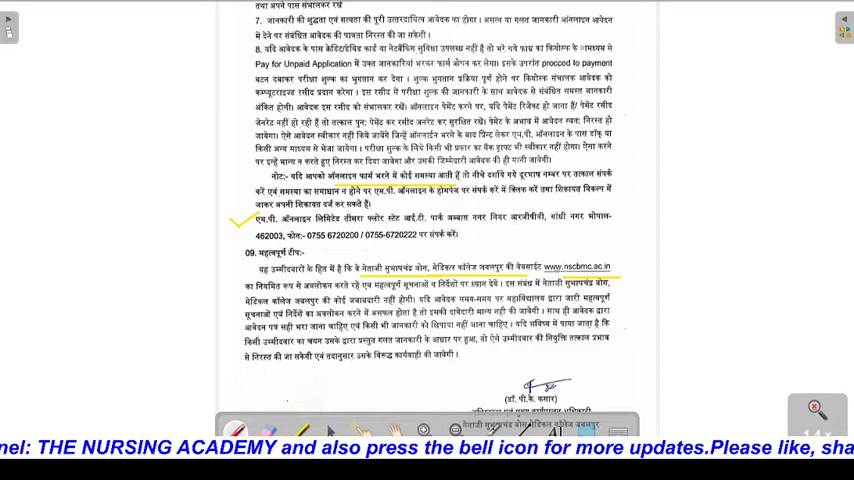 तथा अपने पास संभालकर रखें
7. जानकारी की शुद्धता एवं सत्यता की पूरी उत्तरदायित्व आवेदक का होगा। असत्य या गलत जानकारी ऑनलाइन आवेदन
में देने पर संबंधित आवेदक की पात्रता निरस्त की जा सकेगी।
8. यदि आवेदक के पास क्रेडिट/डेबिड कार्ड या नेटबैंकिंग सुविधा उपलब्ध नहीं है तो भरे गये फार्म का कियोस्क के माध्यम से
Pay for Unpaid Application में उक्त जानकारियां भरकर फार्म ओपन कर लेगा। इसके उपरांत procced to payment
बटन दबाकर परीक्षा शुल्क का भुगतान कर देगा । शुल्क भुगतान प्रक्रिया पूर्ण होने पर कियोस्क संचालक आवेदक को
कम्प्यूटराइज्ड रसीद प्रदान करेगा। इस रसीद में परीक्षा शुल्क की जानकारी के साथ आवेदक से संबंधित समस्त जानकारी
अंकित होगी। आवेदक इस रसीद को संभालकर रखें। ऑनलाइन पेमेंट करने पर, यदि पेमेंट रिजेक्ट हो जाना हैं/ पेमेंट रसीद
जेनरेट नहीं हो रही हैं तो तत्काल पुन: पेमेंट कर रसीद जनरेट कर सुरक्षित रखें। पेमेंट के अभाव में आवेदन स्वत: निरस्त हो
जायेगा। ऐसे आवेदन स्वीकार नहीं किये जावेंगे जिन्हें ऑनलाईन भरने के बाद प्रिन्ट लेकर एम.पी. ऑनलाइन के पास डॉक या
किसी अन्य माध्यम से भेजा जायेगा। परीक्षा शुल्क के लिये किसी भी प्रकार का बैंक ड्राफ्ट भी स्वीकार नहीं होगा। ऐसा करने
पर इन्हें मान्य न करते हुए निरस्त कर दिया जावेगा और उसकी जिम्मेदारी आवेदक की ही मानी जायेगी।
नोट:- यदि आपको ऑनलाइन फार्म भरने में कोई समस्या आती हैं तो नीचे दर्शाये गये दूरभाष नम्बर पर तत्काल संपर्क
करें एवं समस्या का समाधान न होने पर एम.पी. ऑनलाइन के होमपेज पर संपर्क करें में क्लिक करें तथा शिकायत विकल्प में
जाकर अपनी शिकायत दर्ज कर सकते हैं।
एम.पी. ऑनलाइन लिमिटेड तीसरा फ्लोर स्टेट आई.टी. पार्क अब्बास नगर नियर आरजीपीवी, गांधी नगर भोपाल-
462003, फोन:- 0755 6720200 / 0755-6720222 पर संपर्क करें।
09. महत्वपूर्ण टीप:-
यह उम्मीदवारों के हित में है कि वे नेताजी सुभाषचंद्र बोस, मेडिकल कॉलेज जबलपुर की वेबसाईट www.nscbmc.ac.in
का नियमित रूप से अवलोकन करते रहे एव महत्वपूर्ण सूचनाओं व निर्देशों पर ध्यान देवें। इस संबंध में नेताजी सुभाषचंद्र बोस,
मेडिकल कॉलेज जबलपुर की कोई जवाबदारी नहीं होगी। यदि आवेदक समय-समय पर महाविद्यालय द्वारा जारी महत्वपूर्ण
सूचनाओं एवं निर्देशों का अवलोकन करने में असफल होता है तो इसकी दावेदारी मान्य नहीं की जावेगी। साथ ही आवेदक द्वारा
आवेदन पत्र सही भरा जाना चाहिए एवं किसी भी जानकारी को छिपाया नहीं जाना चाहिए। यदि भविष्य में पाया जाता है कि
किसी उम्मीदवार का चयन उसके द्वारा प्रस्तुत गलत जानकारी के आधार पर हुआ, तो ऐसे उम्मीदवार की नियुक्ति तत्काल प्रभाव
से निरस्त की जा सकेगी एवं तदानुसार उसके विरुद्ध कार्यवाही की जावेगी।
(डॉ. पी.के. कसार)
नेताजी सुभाषचंद्र बोस, मेडिकल कॉलेज जबलपुर
nel: THE NURSING ACADEMY and also press the bell icon for more updates.Please like, sha